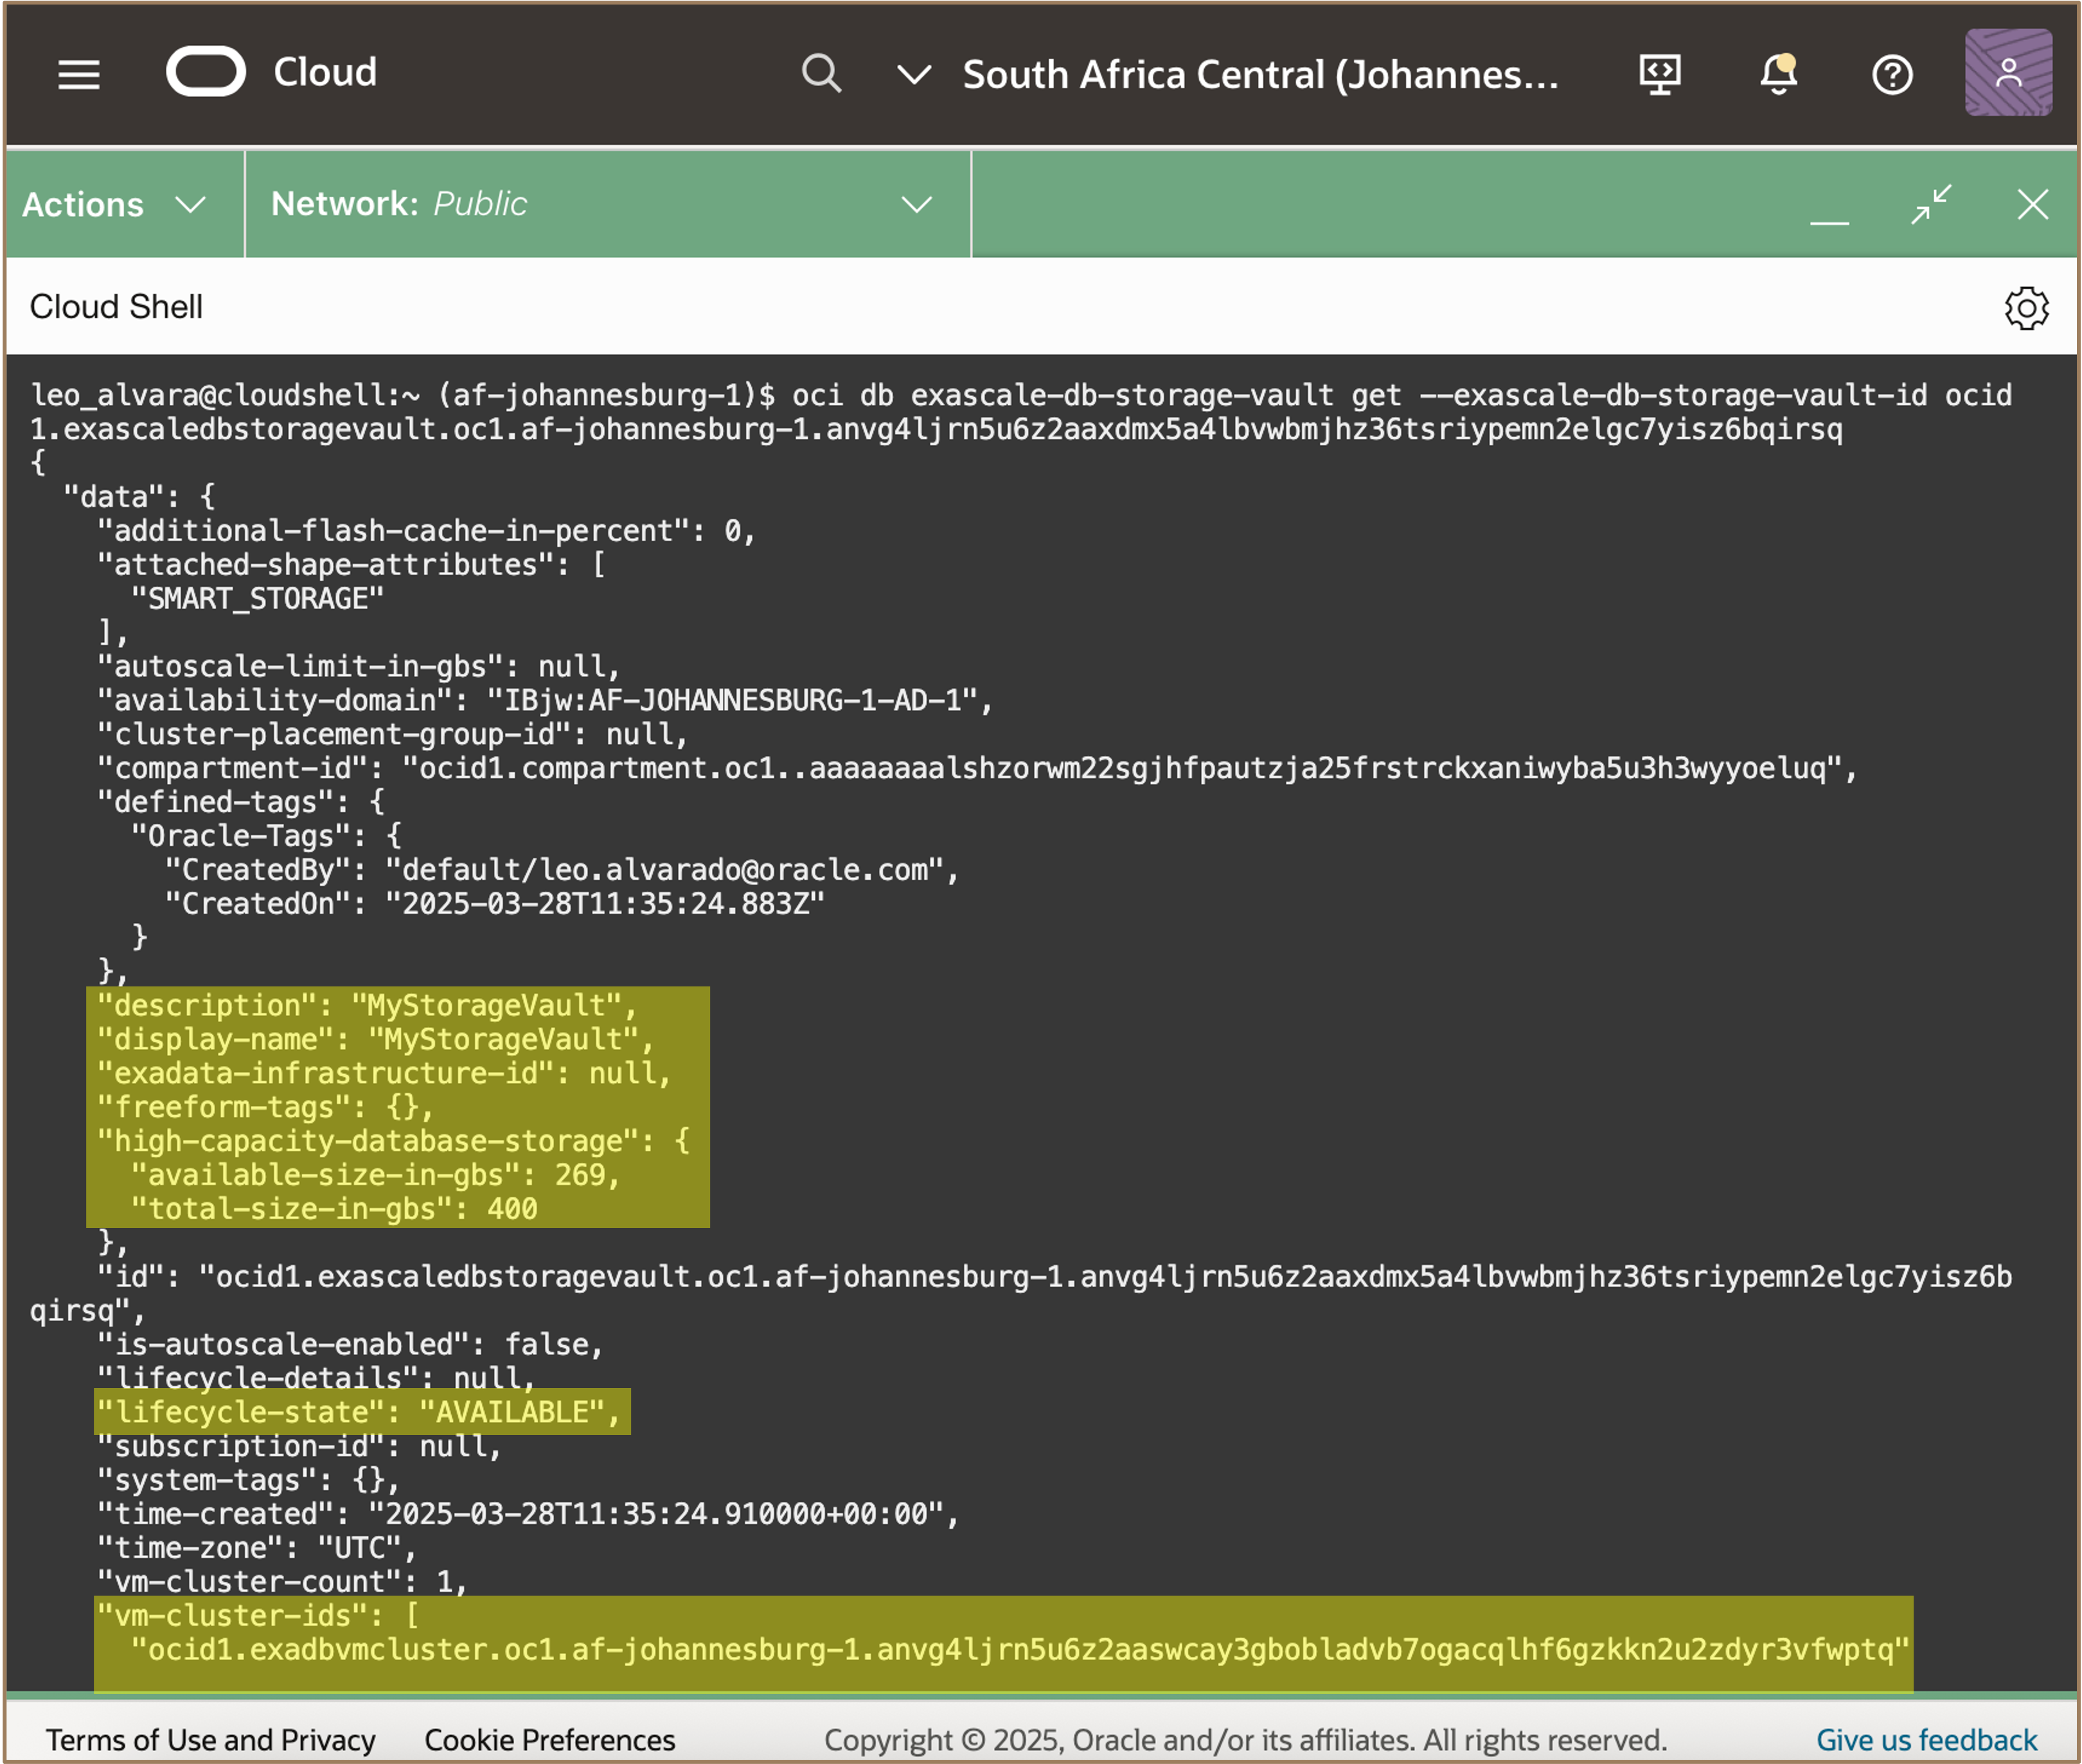 Cloud
South Africa Central (Johannes...
Actions
Network: Public
Cloud Shell
leo_alvara@cloudshell:~ (af-johannesburg-1)$ oci db exascale-db-storage-vault get --exascale-db-storage-vault-id ocid
1.exascaledbstoragevault.oc1.af-johannesburg-1.anvg4ljrn5u6z2aaxdmx5a4lbvwbmjhz36tsriypemn2elgc7yisz6bqirsq
{
  "data": {
    "additional-flash-cache-in-percent": 0,
    "attached-shape-attributes": [
      "SMART_STORAGE"
    ],
    "autoscale-limit-in-gbs": null,
    "availability-domain": "IBjw:AF-JOHANNESBURG-1-AD-1",
    "cluster-placement-group-id": null,
    "compartment-id": "ocid1.compartment.oc1..aaaaaaaalshzorwm22sgjhfpautzja25frstrckxaniwyba5u3h3wyyoeluq",
    "defined-tags": {
      "Oracle-Tags": {
        "CreatedBy": "default/leo.alvarado@oracle.com",
        "CreatedOn": "2025-03-28T11:35:24.883Z"
      }
    },
    "description": "MyStorageVault",
    "display-name": "MyStorageVault",
    "exadata-infrastructure-id": null,
    "freeform-tags": {},
    "high-capacity-database-storage": {
      "available-size-in-gbs": 269,
      "total-size-in-gbs": 400
    },
    "id": "ocid1.exascaledbstoragevault.oc1.af-johannesburg-1.anvg4ljrn5u6z2aaxdmx5a4lbvwbmjhz36tsriypemn2elgc7yisz6b
qirsq",
    "is-autoscale-enabled": false,
    "lifecycle-details": null,
    "lifecycle-state": "AVAILABLE",
    "subscription-id": null,
    "system-tags": {},
    "time-created": "2025-03-28T11:35:24.910000+00:00",
    "time-zone": "UTC",
    "vm-cluster-count": 1,
    "vm-cluster-ids": [
      "ocid1.exadbvmcluster.oc1.af-johannesburg-1.anvg4ljrn5u6z2aaswcay3gbobladvb7ogacqlhf6gzkkn2u2zdyr3vfwptq"
Terms of Use and Privacy
Cookie Preferences
Copyright © 2025, Oracle and/or its affiliates. All rights reserved.
Give us feedback